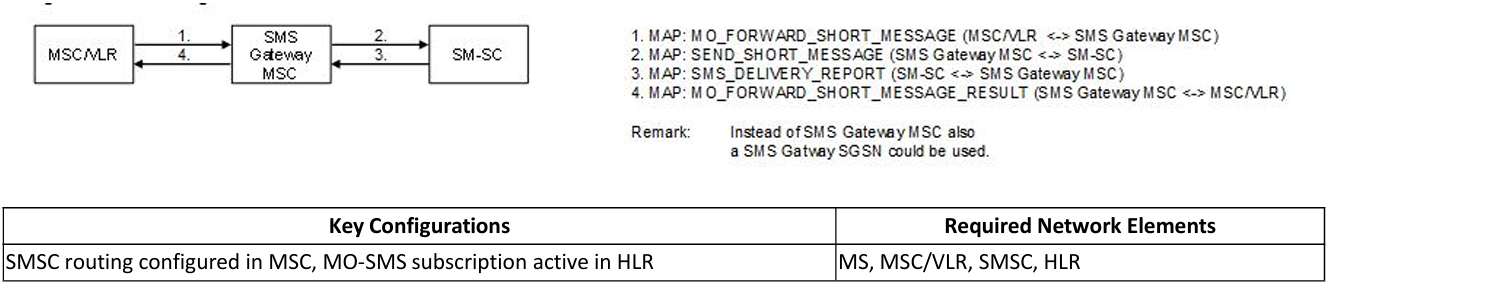 MSC/VLR
1.
4.
SMS
Gateway
MSC
2.
3.
SM-SC
1. MAP: MO_FORWARD_SHORT_MESSAGE (MSC/VLR <-> SMS Gateway MSC)
2. MAP: SEND_SHORT_MESSAGE (SMS Gateway MSC <-> SM-SC)
3. MAP: SMS_DELIVERY_REPORT (SM-SC <-> SMS Gateway MSC)
4. MAP: MO_FORWARD_SHORT_MESSAGE_RESULT (SMS Gateway MSC <-> MSC/VLR)
Remark: Instead of SMS Gateway MSC also
a SMS Gatway SGSN could be used.
Key Configurations Required Network Elements
SMSC routing configured in MSC, MO-SMS subscription active in HLR MS, MSC/VLR, SMSC, HLR